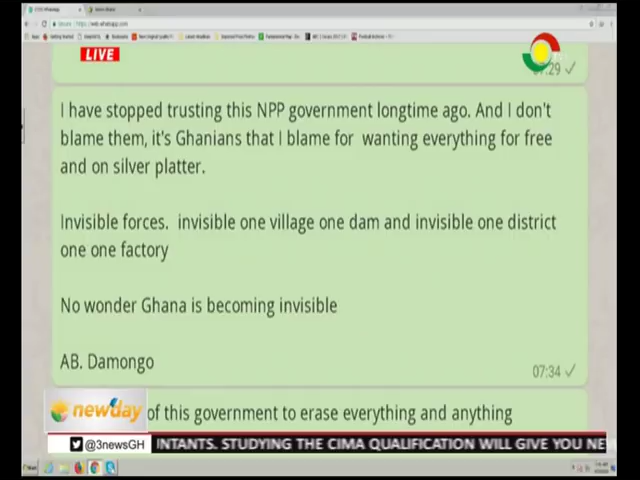 LIVE
07:29
I have stopped trusting this NPP government longtime ago. And I don't
blame them, it's Ghanians that I blame for wanting everything for free
and on silver platter.
Invisible forces. invisible one village one dam and invisible one district
one one factory
No wonder Ghana is becoming invisible
AB. Damongo
07:34
newday
of this government to erase everything and anything
@3newsGH
INTANTS. STUDYING THE CIMA QUALIFICATION WILL GIVE YOU NE